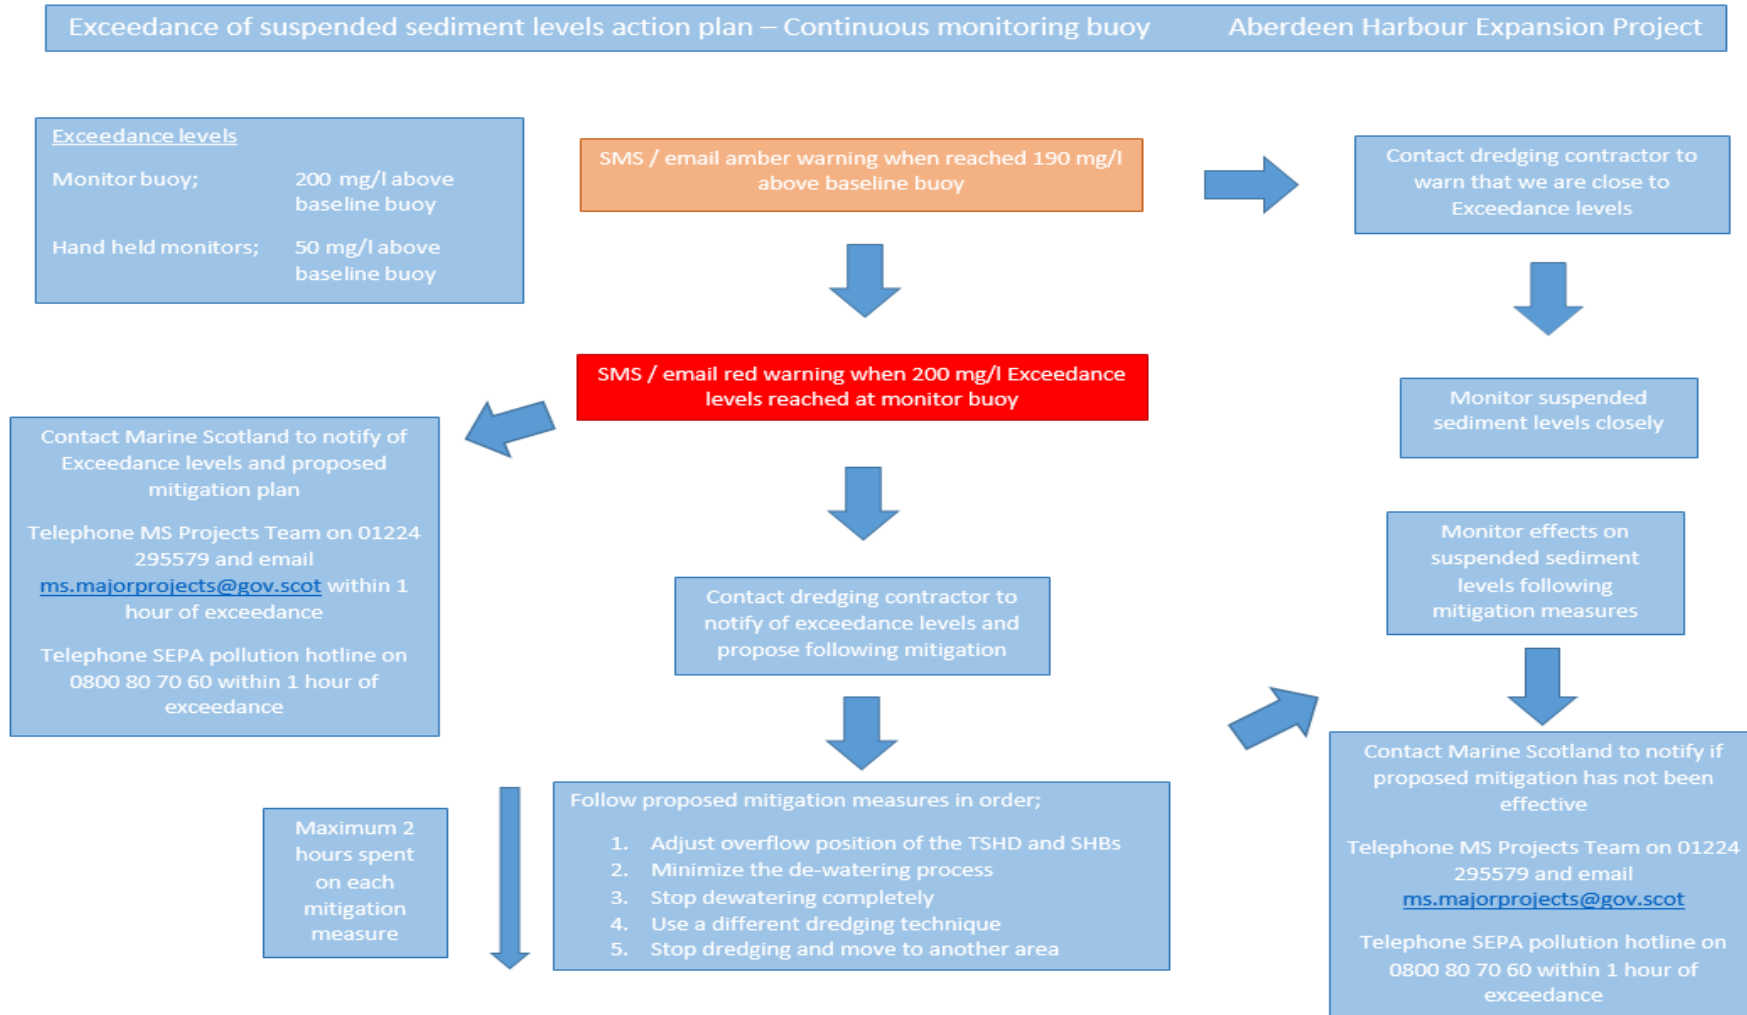 Exceedance of suspended sediment levels action plan – Continuous monitoring buoy Aberdeen Harbour Expansion Project
Exceedance levels
Monitor buoy; 200 mg/l above
baseline buoy
Hand held monitors; 50 mg/l above
baseline buoy
SMS / email amber warning when reached 190 mg/l
above baseline buoy
Contact dredging contractor to
warn that we are close to
Exceedance levels
SMS / email red warning when 200 mg/l Exceedance
levels reached at monitor buoy
Monitor suspended
sediment levels closely
Contact Marine Scotland to notify of
Exceedance levels and proposed
mitigation plan
Telephone MS Projects Team on 01224
295579 and email
ms.majorprojects@gov.scot within 1
hour of exceedance
Telephone SEPA pollution hotline on
0800 80 70 60 within 1 hour of
exceedance
Contact dredging contractor to
notify of exceedance levels and
propose following mitigation
Monitor effects on
suspended sediment
levels following
mitigation measures
Maximum 2
hours spent
on each
mitigation
measure
Follow proposed mitigation measures in order;
1. Adjust overflow position of the TSHD and SHBs
2. Minimize the de-watering process
3. Stop dewatering completely
4. Use a different dredging technique
5. Stop dredging and move to another area
Contact Marine Scotland to notify if
proposed mitigation has not been
effective
Telephone MS Projects Team on 01224
295579 and email
ms.majorprojects@gov.scot
Telephone SEPA pollution hotline on
0800 80 70 60 within 1 hour of
exceedance